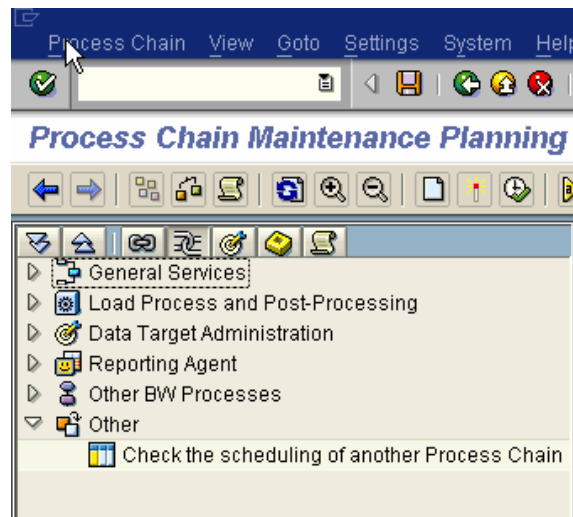 Process Chain View Goto Settings System Help
Process Chain Maintenance Planning
General Services
Load Process and Post-Processing
Data Target Administration
Reporting Agent
Other BW Processes
Other
Check the scheduling of another Process Chain